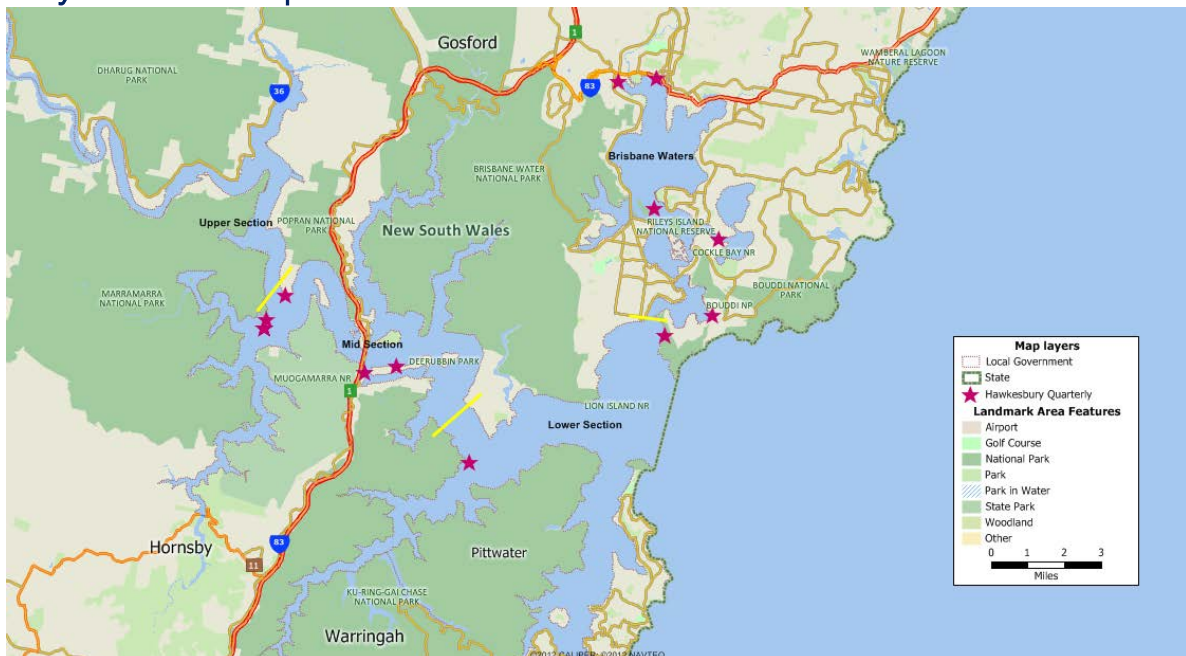 Gosford
1
WAMBERAL LAGOON
NATURE RESERVE
DHARUG NATIONAL
PARK
36
83
Brisbane Waters
BRISBANE WATER
NATIONAL PARK
Upper Section
POPRAN NATIONAL
PARK
New South Wales
RILEYS ISLAND
NATIONAL RESERVE
COCKLE BAY NR
MARRAMARRA
NATIONAL PARK
BOUDDI NATIONAL
PARK
BOUDDI NP
Mid Section
DEERUBBIN PARK
MUOGAMARRA NR
1
LION ISLAND NR
Lower Section
Map layers
Local Government
State
Hawkesbury Quarterly
Landmark Area Features
Airport
Golf Course
National Park
Park
Park in Water
State Park
Woodland
Other
0 1 2 3
Miles
Hornsby
83
11
Pittwater
KU-RING-GAI CHASE
NATIONAL PARK
Warringah
©2012 CALIPER; ©2012 NAVTEQ